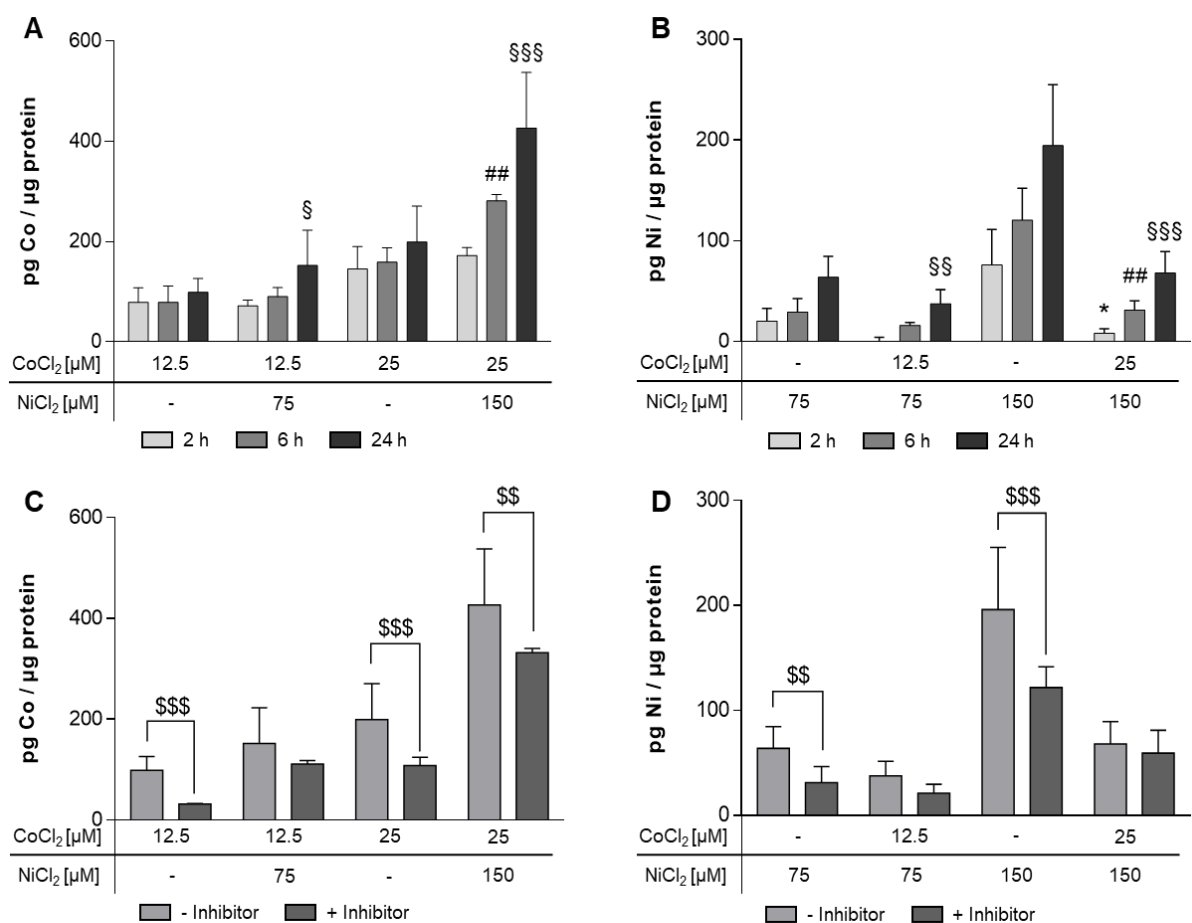 A
pg Co / µg protein
600
400
200
0
§
##
§§§
CoCl2 [µM] 12.5 12.5 25 25
NiCl2 [µM] - 75 - 150
2 h 6 h 24 h
B
pg Ni / µg protein
300
200
100
0
§§
*
##
§§§
CoCl2 [µM] - 12.5 - 25
NiCl2 [µM] 75 75 150 150
2 h 6 h 24 h
C
pg Co / µg protein
600
400
200
0
$$$
$$$
$$
CoCl2 [µM] 12.5 12.5 25 25
NiCl2 [µM] - 75 - 150
- Inhibitor + Inhibitor
D
pg Ni / µg protein
300
200
100
0
$$
$$$
CoCl2 [µM] - 12.5 - 25
NiCl2 [µM] 75 75 150 150
- Inhibitor + Inhibitor